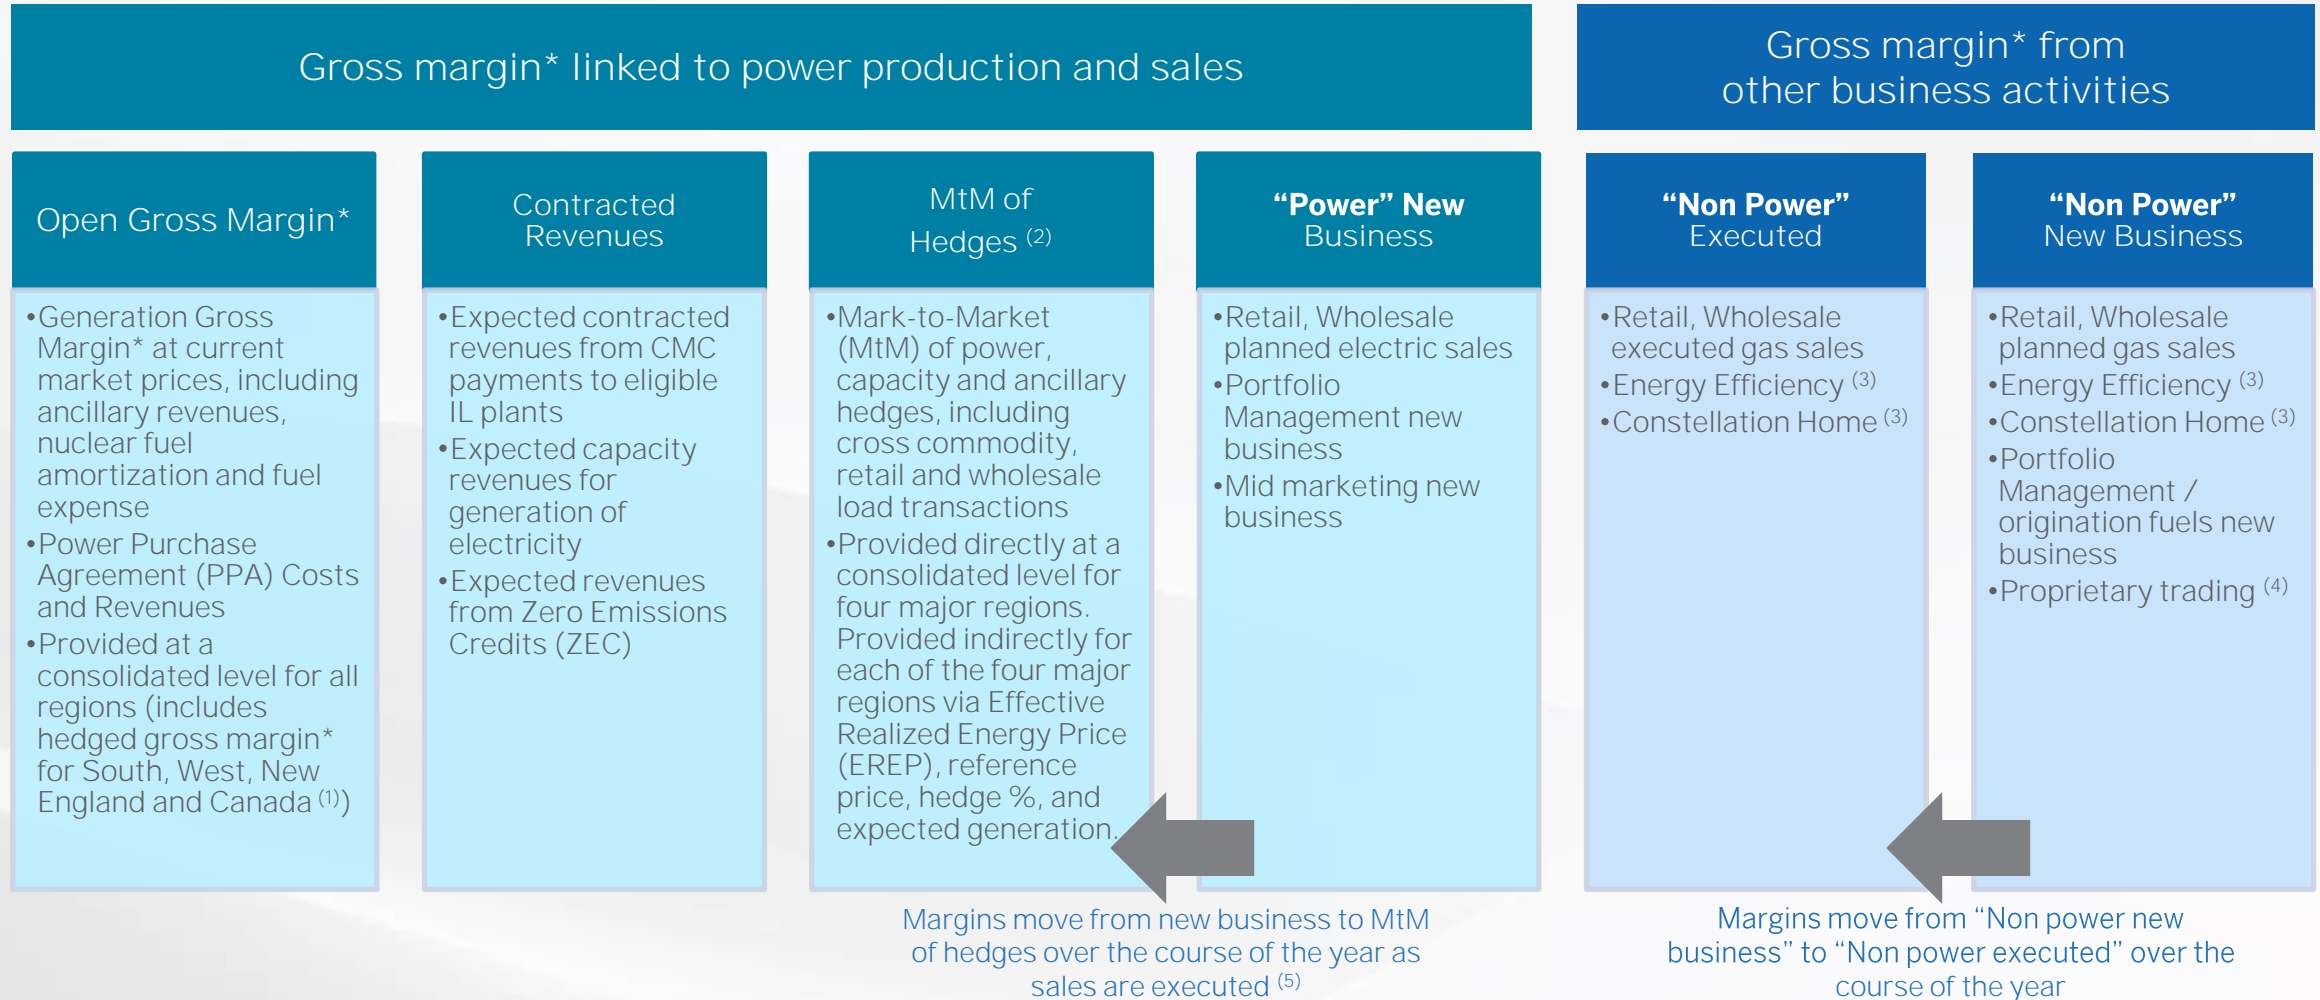 Gross margin* linked to power production and sales
Gross margin* from
other business activities
Open Gross Margin*
•Generation Gross
Margin* at current
market prices, including
ancillary revenues,
nuclear fuel
amortization and fuel
expense
•Power Purchase
Agreement (PPA) Costs
and Revenues
•Provided at a
consolidated level for all
regions (includes
hedged gross margin*
for South, West, New
England and Canada (1))
Contracted
Revenues
•Expected contracted
revenues from CMC
payments to eligible
IL plants
•Expected capacity
revenues for
generation of
electricity
•Expected revenues
from Zero Emissions
Credits (ZEC)
MtM of
Hedges (2)
•Mark-to-Market
(MtM) of power,
capacity and ancillary
hedges, including
cross commodity,
retail and wholesale
load transactions
•Provided directly at a
consolidated level for
four major regions.
Provided indirectly for
each of the four major
regions via Effective
Realized Energy Price
(EREP), reference
price, hedge %, and
expected generation.
“Power” New
Business
•Retail, Wholesale
planned electric sales
•Portfolio
Management new
business
•Mid marketing new
business
“Non Power”
Executed
•Retail, Wholesale
executed gas sales
•Energy Efficiency (3)
•Constellation Home (3)
“Non Power”
New Business
•Retail, Wholesale
planned gas sales
•Energy Efficiency (3)
•Constellation Home (3)
•Portfolio
Management /
origination fuels new
business
•Proprietary trading (4)
Margins move from new business to MtM
of hedges over the course of the year as
sales are executed (5)
Margins move from “Non power new
business” to “Non power executed” over the
course of the year